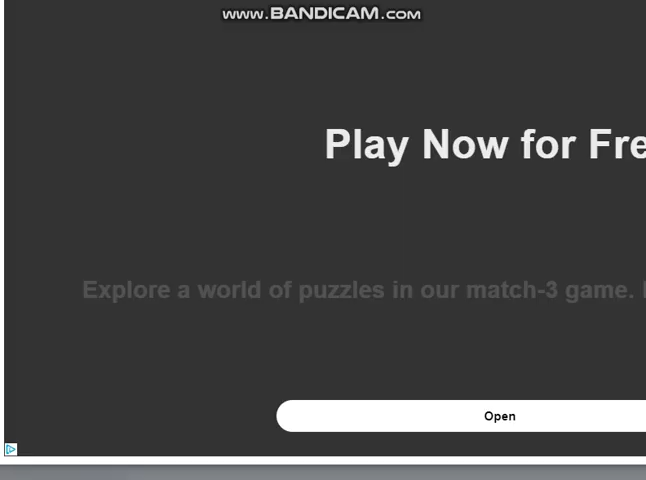 www.BANDICAM.com
Play Now for Fre
Explore a world of puzzles in our match-3 game.
Open